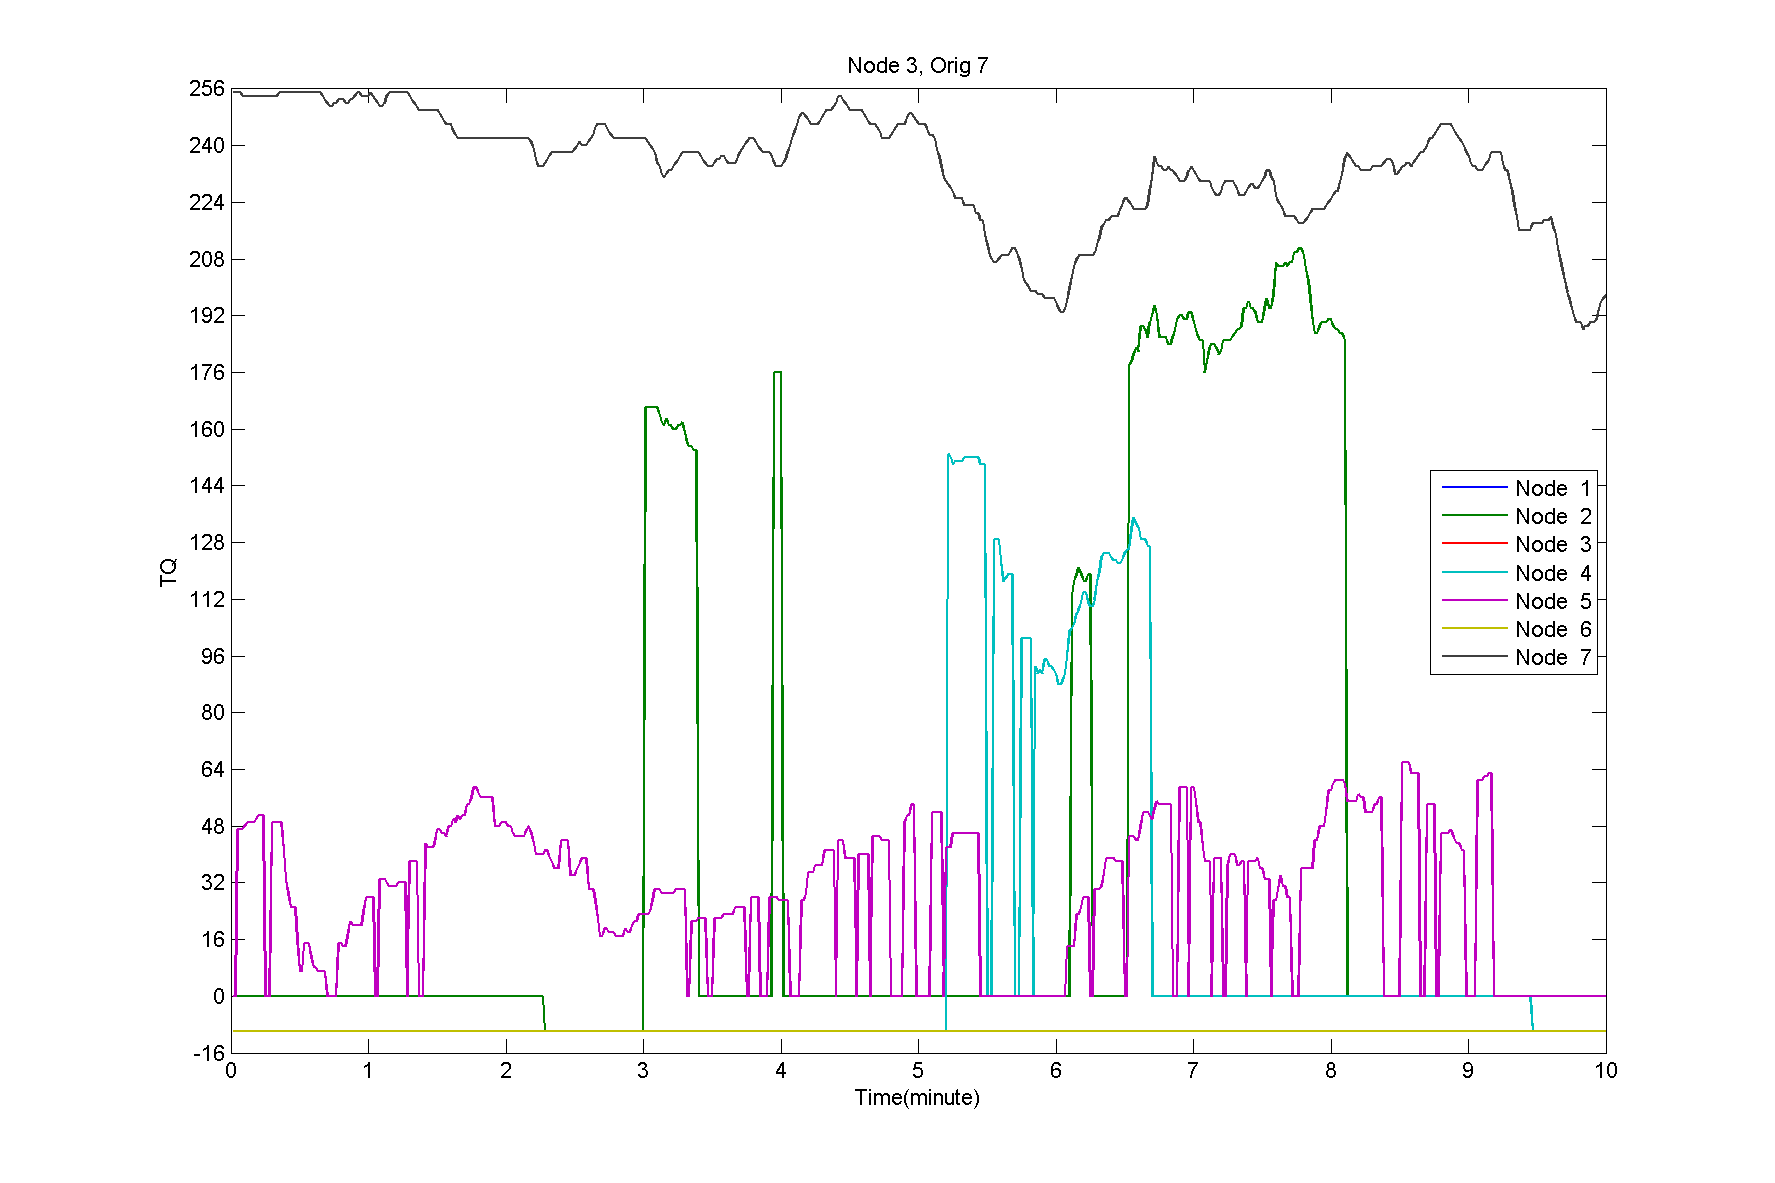 Node 3, Orig 7
256
240
224
208
192
176
160
144
128
112
96
80
64
48
32
16
0
-16
TQ
Node 1
Node 2
Node 3
Node 4
Node 5
Node 6
Node 7
0 1 2 3 4 5 6 7 8 9 10
Time(minute)